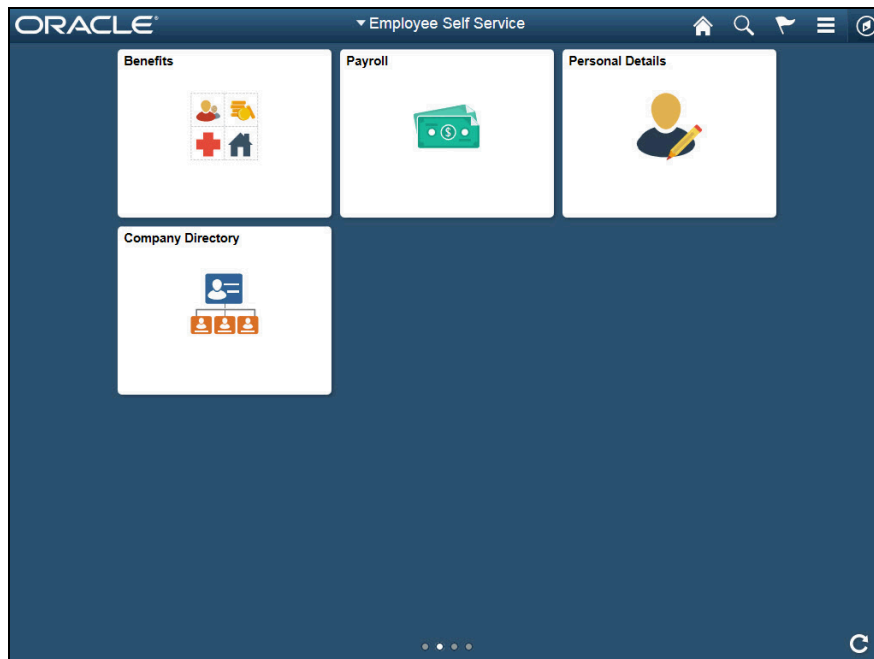 ORACLE®
Employee Self Service
Benefits
Payroll
Personal Details
$
Company Directory